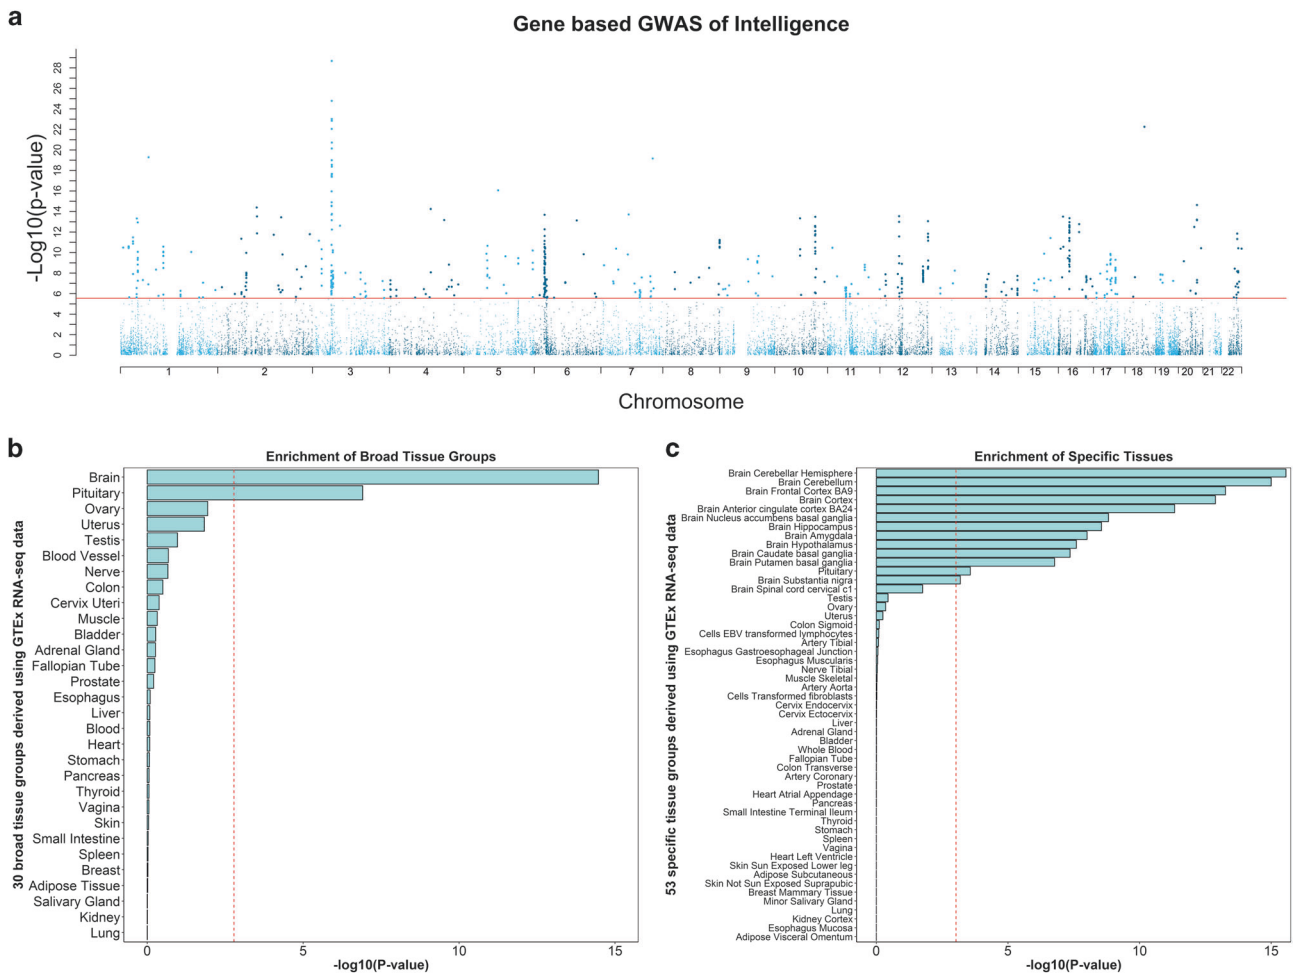 a
Gene based GWAS of Intelligence
-Log10(p-value)
0 2 4 6 8 10 12 14 16 18 20 22 24 26 28
1 2 3 4 5 6 7 8 9 10 11 12 13 14 15 16 17 18 19 20 21 22
Chromosome
b
Enrichment of Broad Tissue Groups
30 broad tissue groups derived using GTEx RNA-seq data
Brain
Pituitary
Ovary
Uterus
Testis
Blood Vessel
Nerve
Colon
Cervix Uteri
Muscle
Bladder
Adrenal Gland
Fallopian Tube
Prostate
Esophagus
Liver
Blood
Heart
Stomach
Pancreas
Thyroid
Vagina
Skin
Small Intestine
Spleen
Breast
Adipose Tissue
Salivary Gland
Kidney
Lung
0 5 10 15
-log10(P-value)
c
Enrichment of Specific Tissues
53 specific tissue groups derived using GTEx RNA-seq data
Brain Cerebellar Hemisphere
Brain Cerebellum
Brain Frontal Cortex BA9
Brain Cortex
Brain Anterior cingulate cortex BA24
Brain Nucleus accumbens basal ganglia
Brain Hippocampus
Brain Amygdala
Brain Hypothalamus
Brain Caudate basal ganglia
Brain Putamen basal ganglia
Pituitary
Brain Substantia nigra
Brain Spinal cord cervical c1
Testis
Ovary
Uterus
Colon Sigmoid
Cells EBV transformed lymphocytes
Artery Tibial
Esophagus Gastroesophageal Junction
Esophagus Muscularis
Nerve Tibial
Muscle Skeletal
Artery Aorta
Cells Transformed fibroblasts
Cervix Endocervix
Cervix Ectocervix
Liver
Adrenal Gland
Bladder
Whole Blood
Fallopian Tube
Colon Transverse
Artery Coronary
Prostate
Heart Atrial Appendage
Pancreas
Small Intestine Terminal Ileum
Thyroid
Stomach
Spleen
Vagina
Heart Left Ventricle
Skin Sun Exposed Lower leg
Adipose Subcutaneous
Skin Not Sun Exposed Suprapubic
Breast Mammary Tissue
Minor Salivary Gland
Lung
Kidney Cortex
Esophagus Mucosa
Adipose Visceral Omentum
0 5 10 15
-log10(P-value)